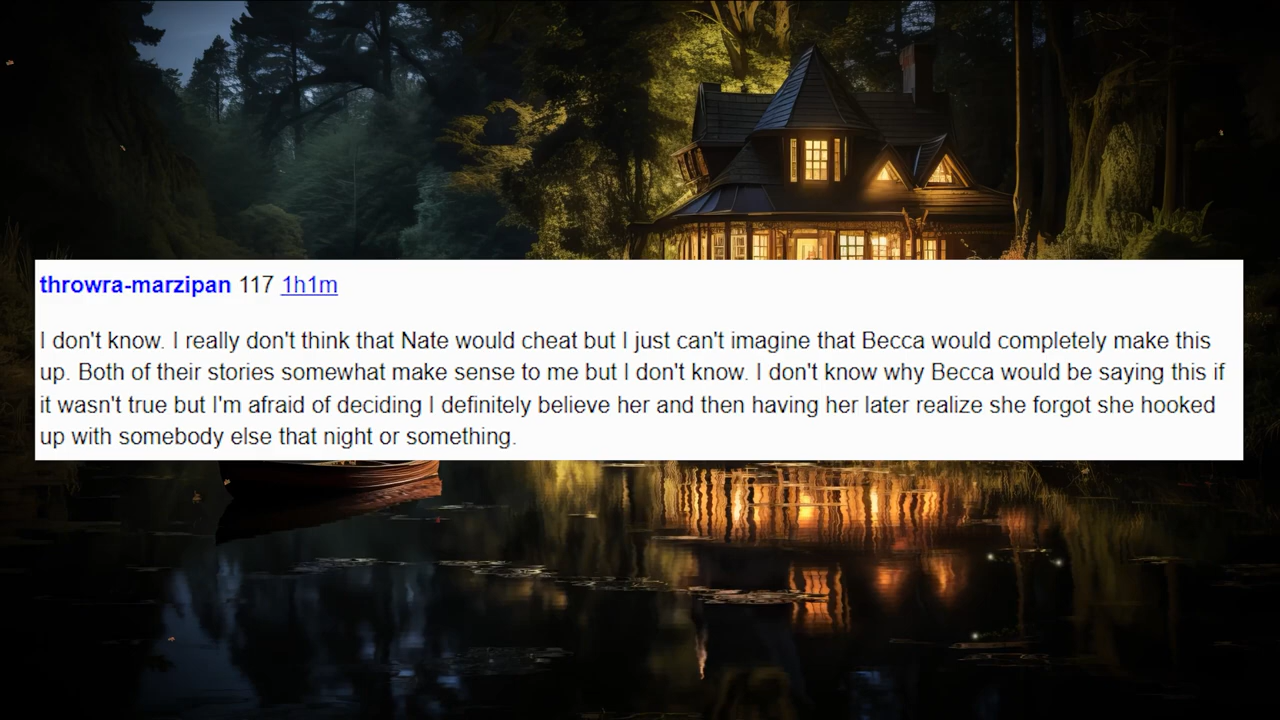 throwra-marzipan 117 1h1m
I don't know. I really don't think that Nate would cheat but I just can't imagine that Becca would completely make this
up. Both of their stories somewhat make sense to me but I don't know. I don't know why Becca would be saying this if
it wasn't true but I'm afraid of deciding I definitely believe her and then having her later realize she forgot she hooked
up with somebody else that night or something.